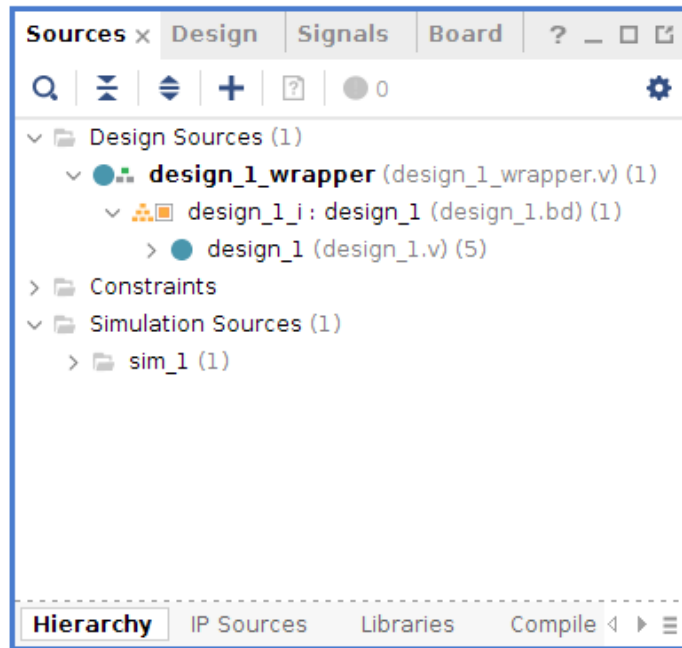 Sources × Design Signals Board ? _
0
Design Sources (1)
design_1_wrapper (design_1_wrapper.v) (1)
design_1_i : design_1 (design_1.bd) (1)
design_1 (design_1.v) (5)
Constraints
Simulation Sources (1)
sim_1 (1)
Hierarchy IP Sources Libraries Compile